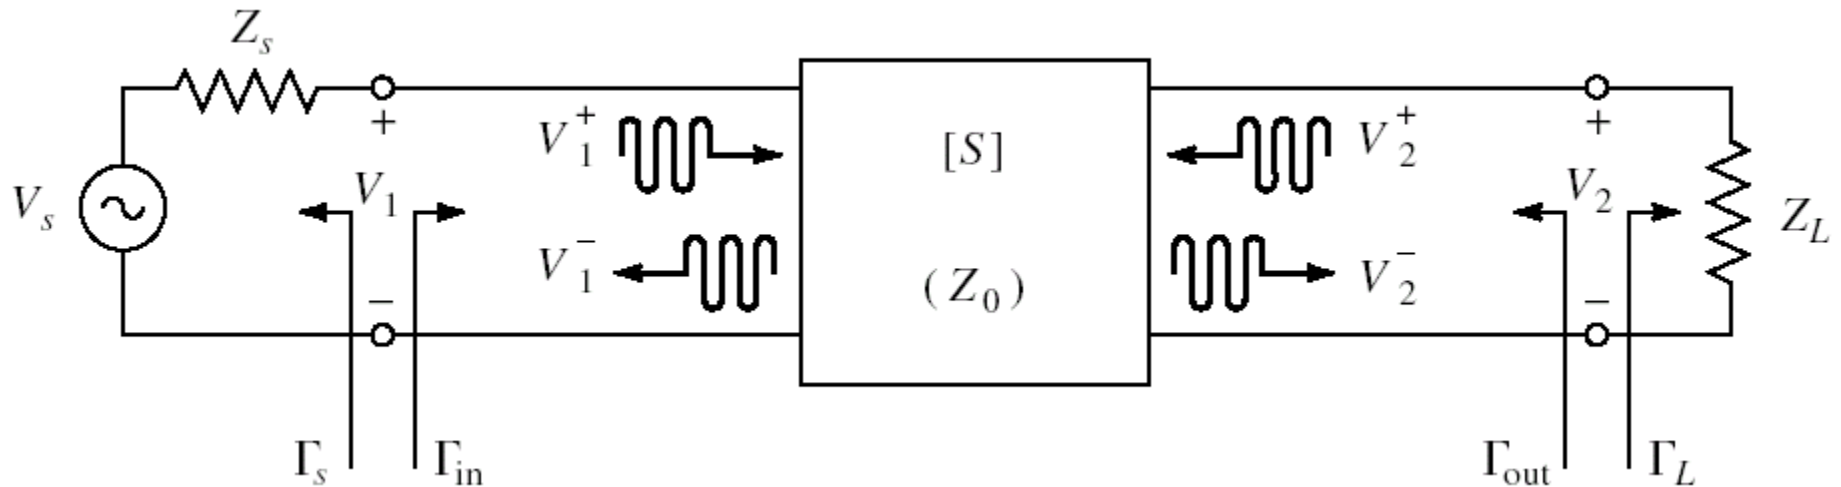 Z_s
+
V_1^+
[S]
V_2^+
+
V_s
V_1
V_2
Z_L
V_1^-
(Z_0)
V_2^-
−
−
Γ_s
Γ_in
Γ_out
Γ_L